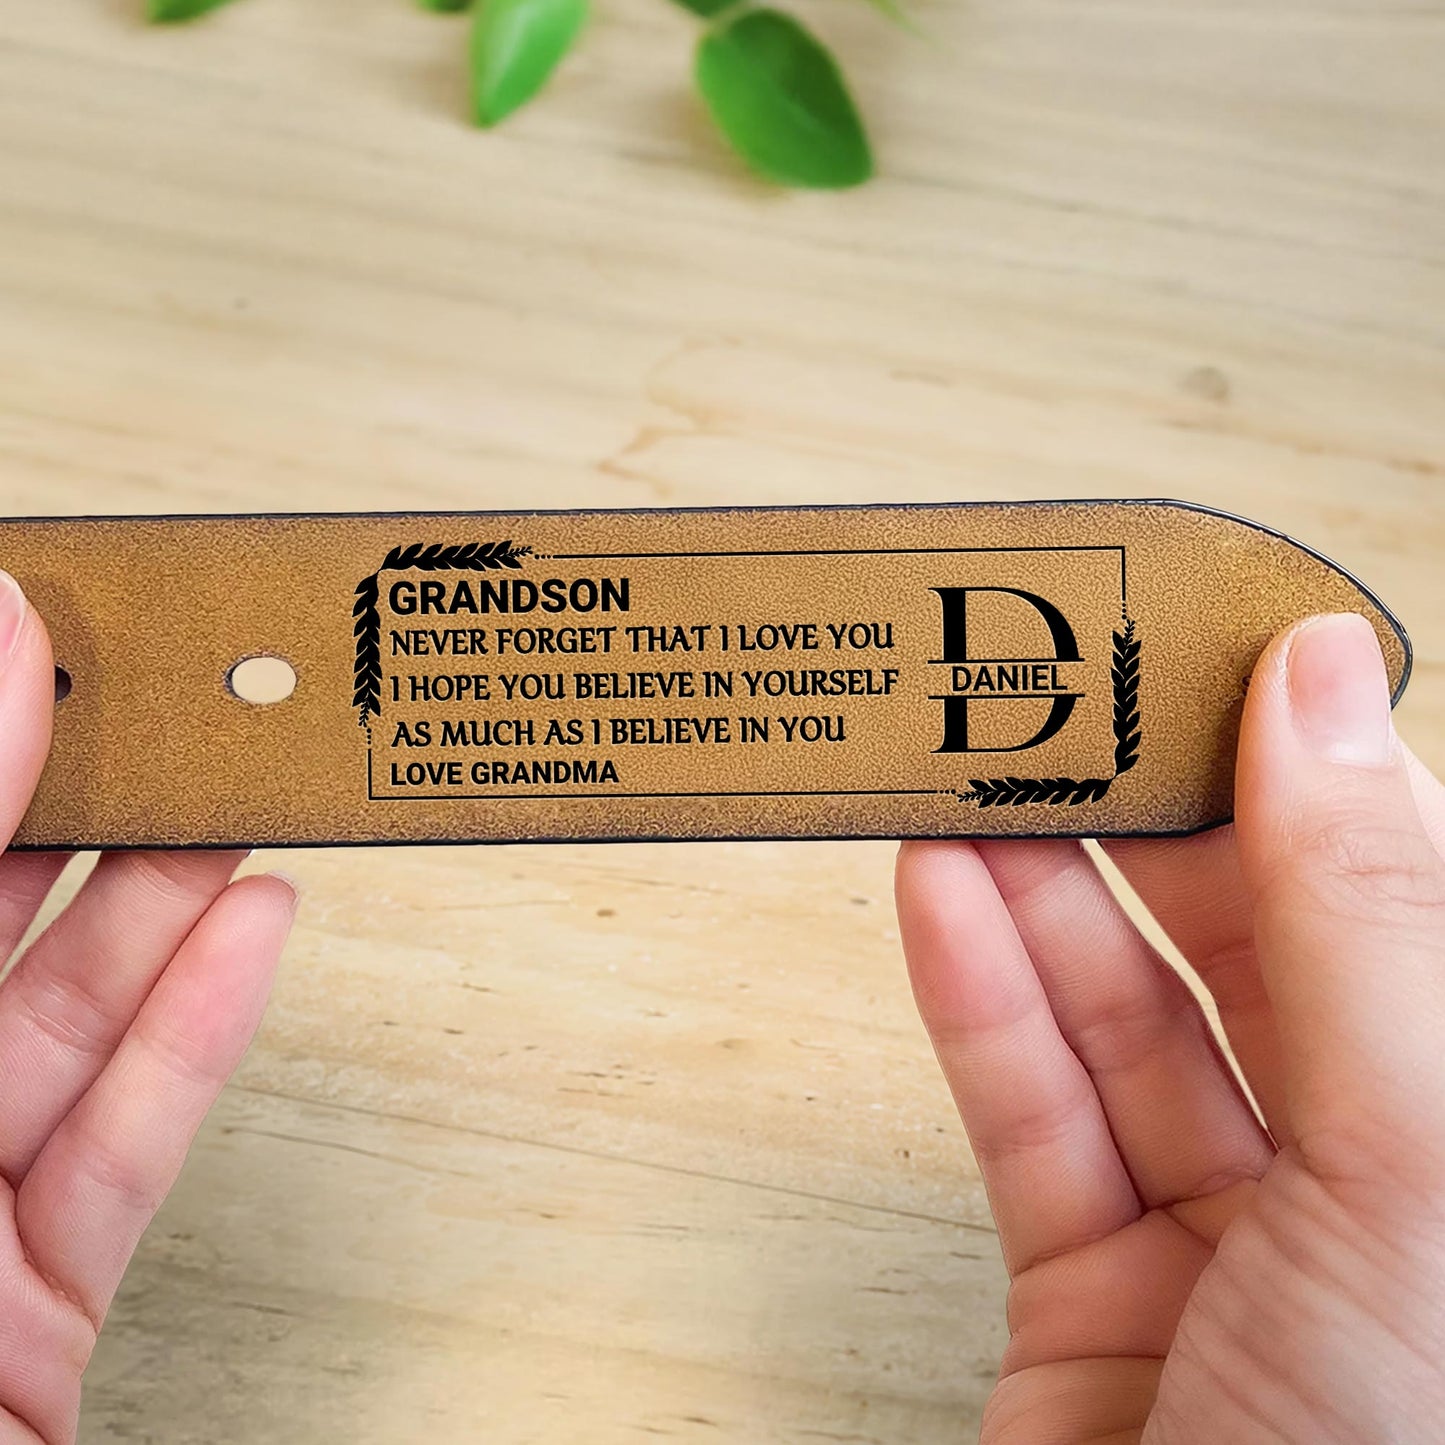 GRANDSON
NEVER FORGET THAT I LOVE YOU
I HOPE YOU BELIEVE IN YOURSELF
AS MUCH AS I BELIEVE IN YOU
LOVE GRANDMA
D
DANIEL